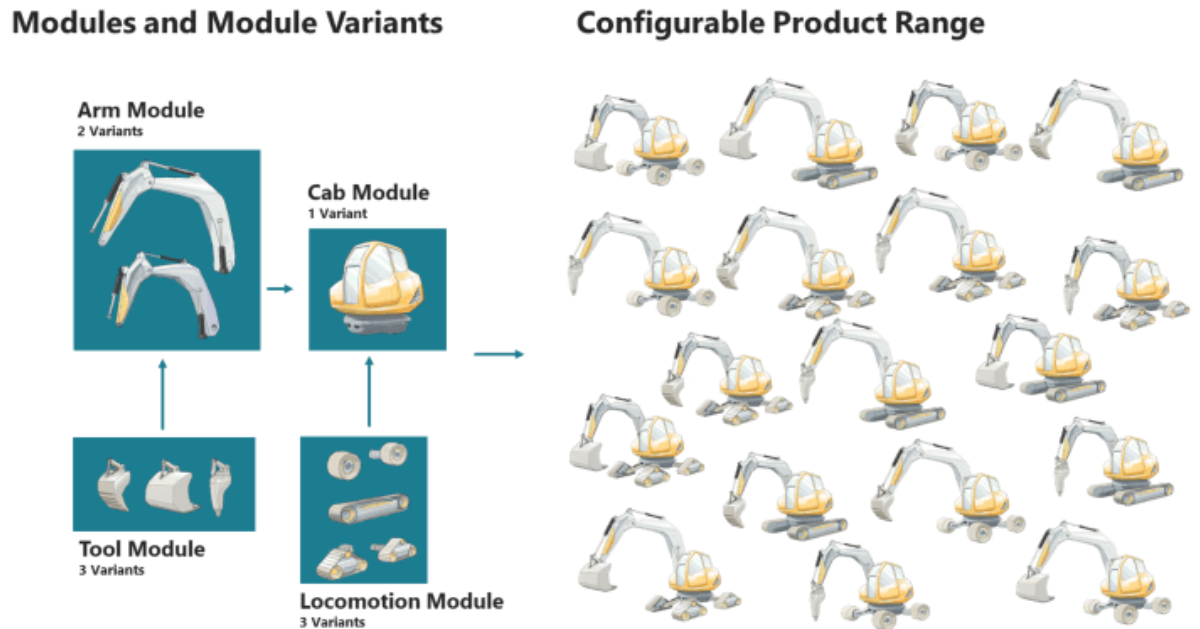 Modules and Module Variants
Configurable Product Range
Arm Module
2 Variants
Cab Module
1 Variant
Tool Module
3 Variants
Locomotion Module
3 Variants